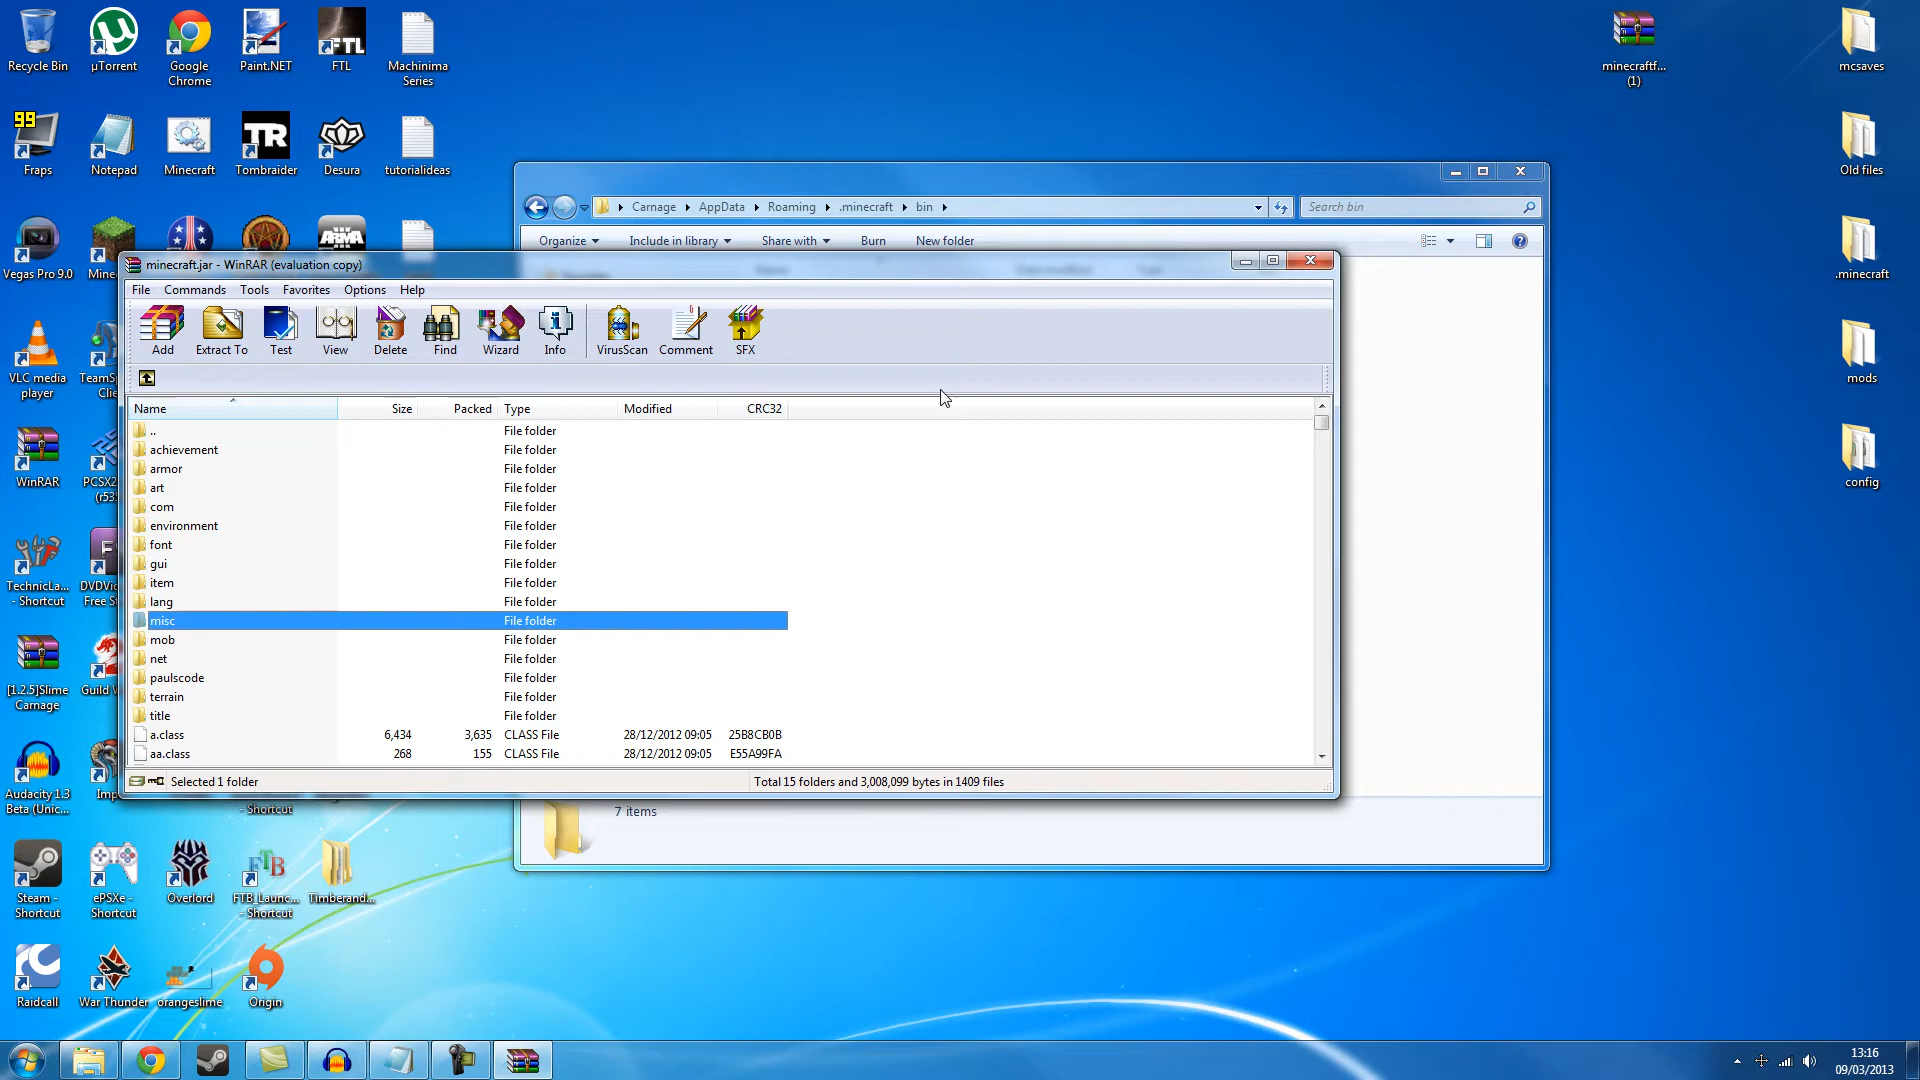 Recycle Bin
µTorrent
Google
Chrome
Paint.NET
FTL
FTL
Machinima
Series
minecraftf...
(1)
mcsaves
99
Fraps
Notepad
Minecraft
TR
Tombraider
Desura
tutorialideas
Old files
Carnage
AppData
Roaming
.minecraft
bin
Search bin
Organize
Include in library
Share with
Burn
New folder
Vegas Pro 9.0
ARMA
.minecraft
minecraft.jar - WinRAR (evaluation copy)
File
Commands
Tools
Favorites
Options
Help
Add
Extract To
Test
View
Delete
Find
Wizard
Info
VirusScan
Comment
SFX
VLC media
player
mods
Name
Size
Packed
Type
Modified
CRC32
.. File folder
achievement File folder
armor File folder
art File folder
com File folder
environment File folder
font File folder
gui File folder
item File folder
lang File folder
misc File folder
mob File folder
net File folder
paulscode File folder
terrain File folder
title File folder
a.class 6,434 3,635 CLASS File 28/12/2012 09:05 25B8CB0B
aa.class 268 155 CLASS File 28/12/2012 09:05 E55A99FA
Selected 1 folder
Total 15 folders and 3,008,099 bytes in 1409 files
WinRAR
config
TechnicLa...
- Shortcut
[1.2.5]Slime
Carnage
Audacity 1.3
Beta (Unic...
- Shortcut
7 items
Steam -
Shortcut
ePSXe -
Shortcut
Overlord
FTB
FTB_Launc...
- Shortcut
Timberand...
Raidcall
War Thunder
orangeslime
Origin
13:16
09/03/2013